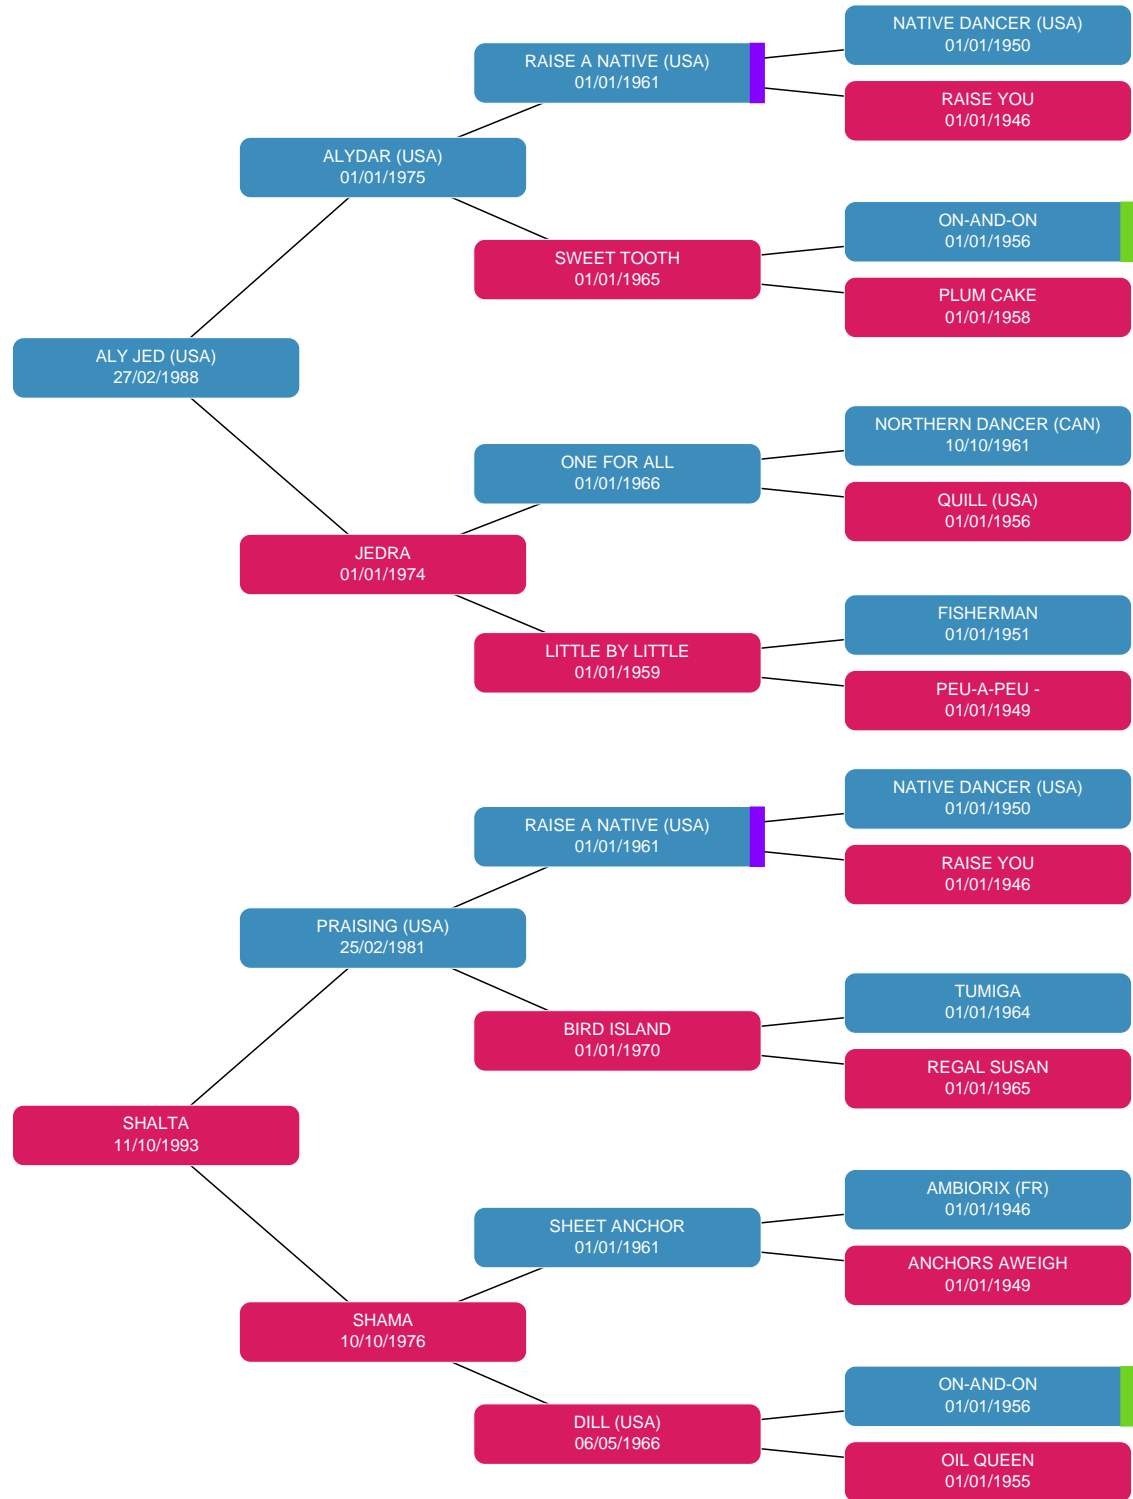 NATIVE DANCER (USA)
01/01/1950
RAISE A NATIVE (USA)
01/01/1961
RAISE YOU
01/01/1946
ALYDAR (USA)
01/01/1975
ON-AND-ON
01/01/1956
SWEET TOOTH
01/01/1965
PLUM CAKE
01/01/1958
ALY JED (USA)
27/02/1988
NORTHERN DANCER (CAN)
10/10/1961
ONE FOR ALL
01/01/1966
QUILL (USA)
01/01/1956
JEDRA
01/01/1974
FISHERMAN
01/01/1951
LITTLE BY LITTLE
01/01/1959
PEU-A-PEU -
01/01/1949
NATIVE DANCER (USA)
01/01/1950
RAISE A NATIVE (USA)
01/01/1961
RAISE YOU
01/01/1946
PRAISING (USA)
25/02/1981
TUMIGA
01/01/1964
BIRD ISLAND
01/01/1970
REGAL SUSAN
01/01/1965
SHALTA
11/10/1993
AMBIORIX (FR)
01/01/1946
SHEET ANCHOR
01/01/1961
ANCHORS AWEIGH
01/01/1949
SHAMA
10/10/1976
ON-AND-ON
01/01/1956
DILL (USA)
06/05/1966
OIL QUEEN
01/01/1955